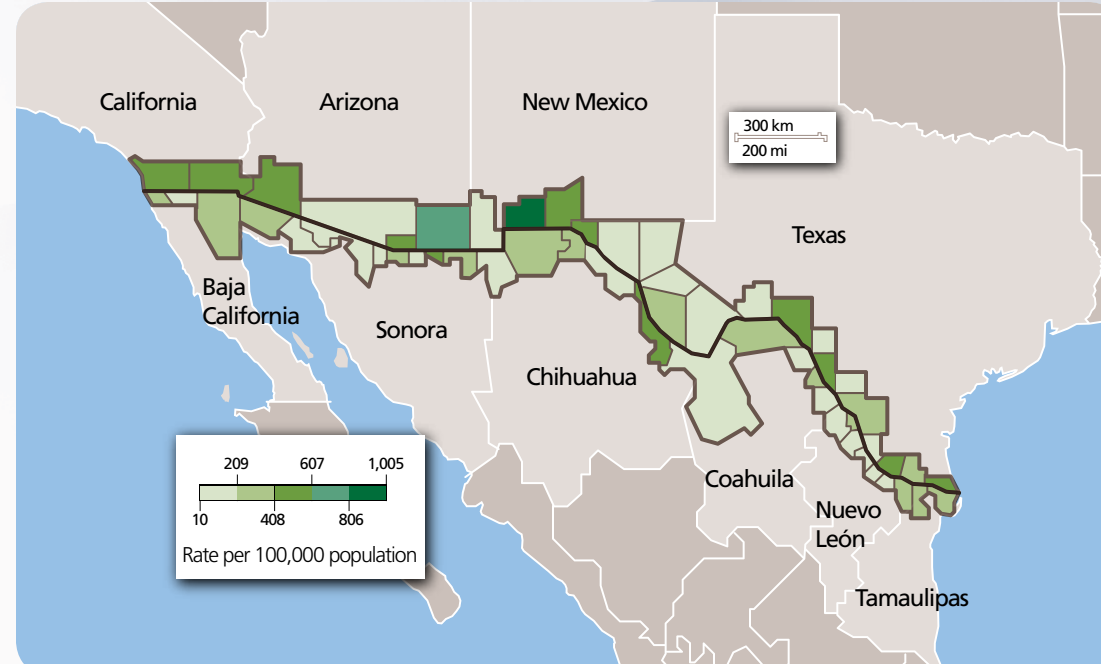 California
Arizona
New Mexico
300 km
200 mi
Texas
Baja
California
Sonora
Chihuahua
Coahuila
Nuevo
León
Tamaulipas
209 607 1,005
10 408 806
Rate per 100,000 population